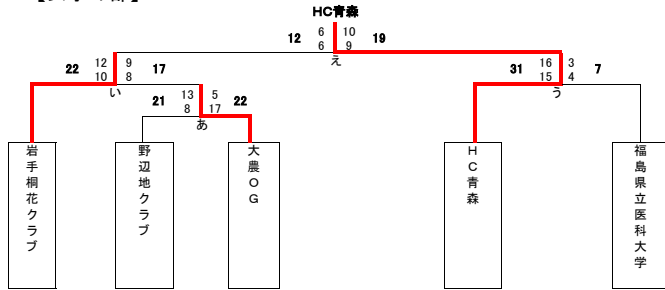 HC青森
12 6 10 19
6 9
え
22 12 9 17
10 8
い
31 16 3 7
15 4
う
21 13 5 22
8 17
あ
岩手桐花クラブ
野辺地クラブ
大農OG
HC青森
福島県立医科大学